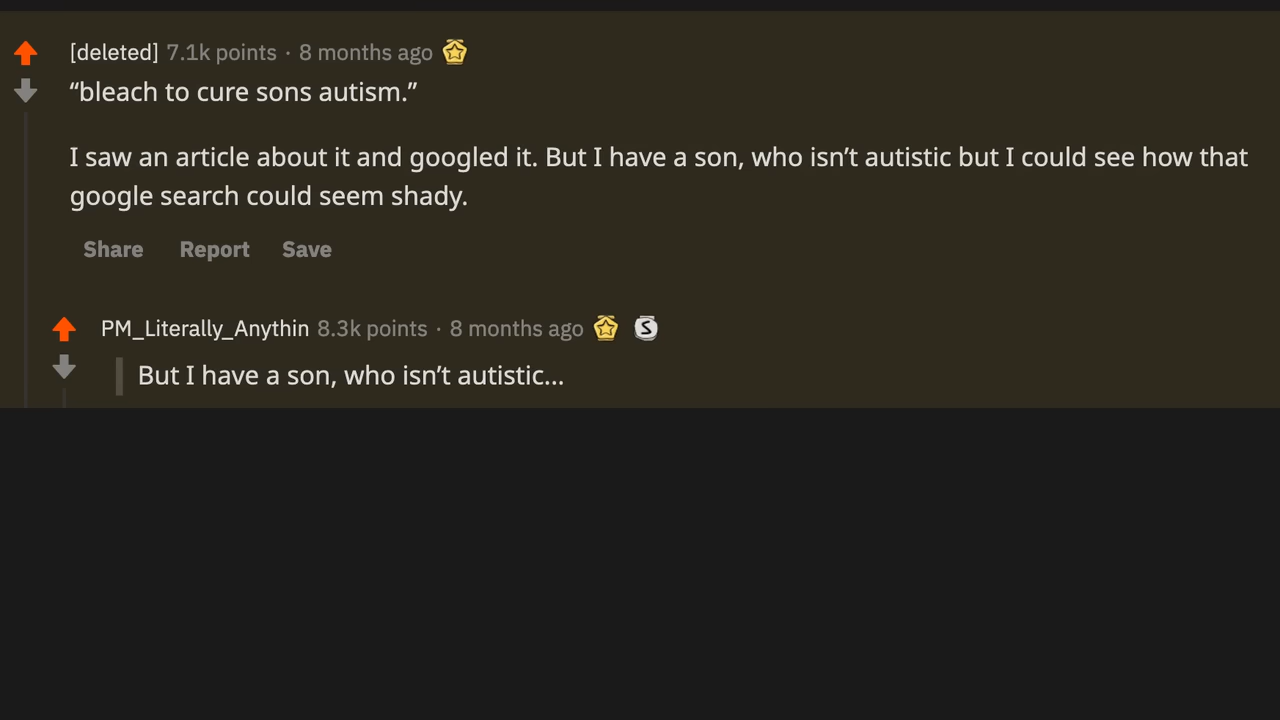 [deleted] 7.1k points · 8 months ago
“bleach to cure sons autism.”
I saw an article about it and googled it. But I have a son, who isn’t autistic but I could see how that
google search could seem shady.
Share Report Save
PM_Literally_Anythin 8.3k points · 8 months ago S
But I have a son, who isn’t autistic...